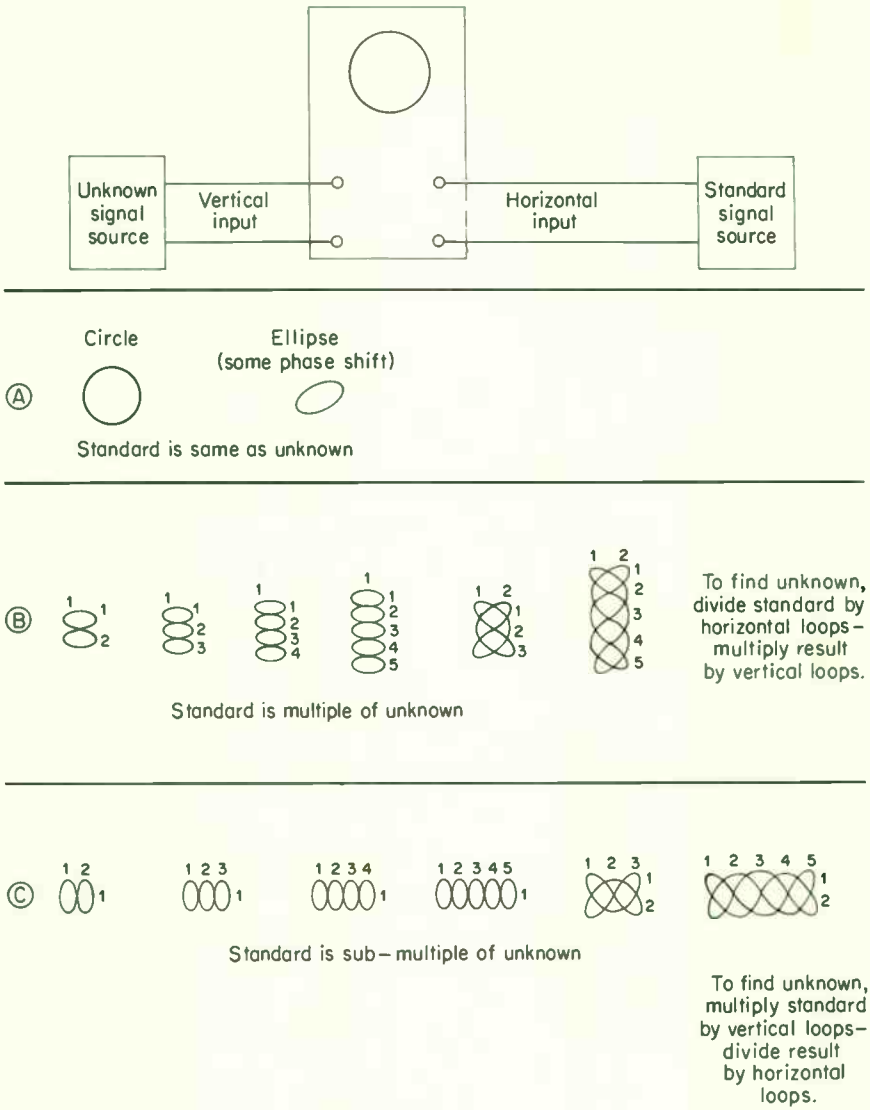 Unknown
signal
source
Vertical
input
Horizontal
input
Standard
signal
source
Circle
Ellipse
(some phase shift)
A
Standard is same as unknown
B
1
1
2
1
1
2
3
1
1
2
3
4
1
1
2
3
4
5
1 2
1
2
3
1 2
1
2
3
4
5
To find unknown,
divide standard by
horizontal loops–
multiply result
by vertical loops.
Standard is multiple of unknown
C
1 2
1
1 2 3
1
1 2 3 4
1
1 2 3 4 5
1
1 2 3
1
2
1 2 3 4 5
1
2
Standard is sub–multiple of unknown
To find unknown,
multiply standard
by vertical loops–
divide result
by horizontal
loops.